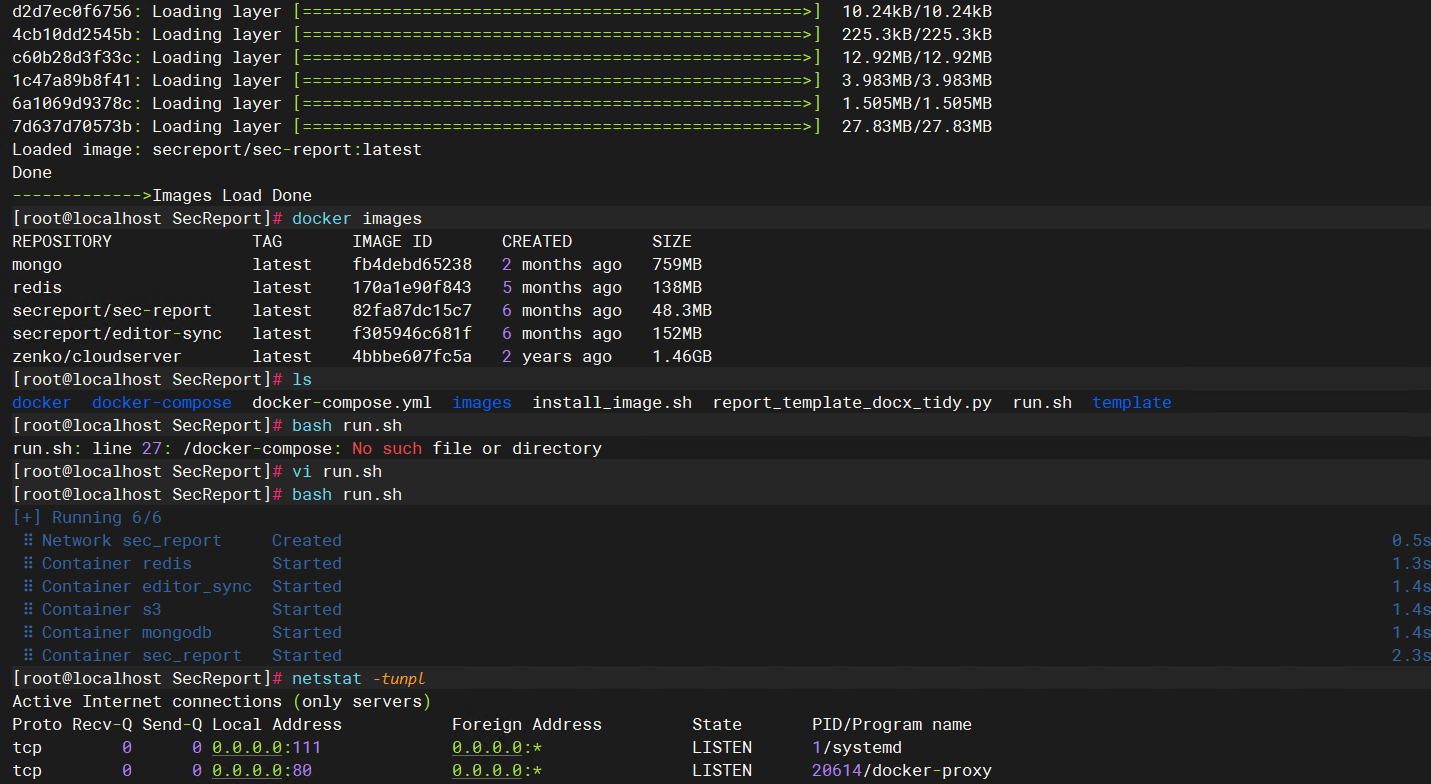 d2d7ec0f6756: Loading layer [==================================================>]  10.24kB/10.24kB
4cb10dd2545b: Loading layer [==================================================>]  225.3kB/225.3kB
c60b28d3f33c: Loading layer [==================================================>]  12.92MB/12.92MB
1c47a89b8f41: Loading layer [==================================================>]  3.983MB/3.983MB
6a1069d9378c: Loading layer [==================================================>]  1.505MB/1.505MB
7d637d70573b: Loading layer [==================================================>]  27.83MB/27.83MB
Loaded image: secreport/sec-report:latest
Done
------------->Images Load Done
[root@localhost SecReport]# docker images
REPOSITORY              TAG       IMAGE ID       CREATED        SIZE
mongo                   latest    fb4debd65238   2 months ago   759MB
redis                   latest    170a1e90f843   5 months ago   138MB
secreport/sec-report    latest    82fa87dc15c7   6 months ago   48.3MB
secreport/editor-sync   latest    f305946c681f   6 months ago   152MB
zenko/cloudserver       latest    4bbbe607fc5a   2 years ago    1.46GB
[root@localhost SecReport]# ls
docker  docker-compose  docker-compose.yml  images  install_image.sh  report_template_docx_tidy.py  run.sh  template
[root@localhost SecReport]# bash run.sh
run.sh: line 27: /docker-compose: No such file or directory
[root@localhost SecReport]# vi run.sh
[root@localhost SecReport]# bash run.sh
[+] Running 6/6
 ⠿ Network sec_report     Created     0.5s
 ⠿ Container redis        Started     1.3s
 ⠿ Container editor_sync  Started     1.4s
 ⠿ Container s3           Started     1.4s
 ⠿ Container mongodb      Started     1.4s
 ⠿ Container sec_report   Started     2.3s
[root@localhost SecReport]# netstat -tunpl
Active Internet connections (only servers)
Proto Recv-Q Send-Q Local Address           Foreign Address         State       PID/Program name
tcp        0      0 0.0.0.0:111             0.0.0.0:*               LISTEN      1/systemd
tcp        0      0 0.0.0.0:80              0.0.0.0:*               LISTEN      20614/docker-proxy